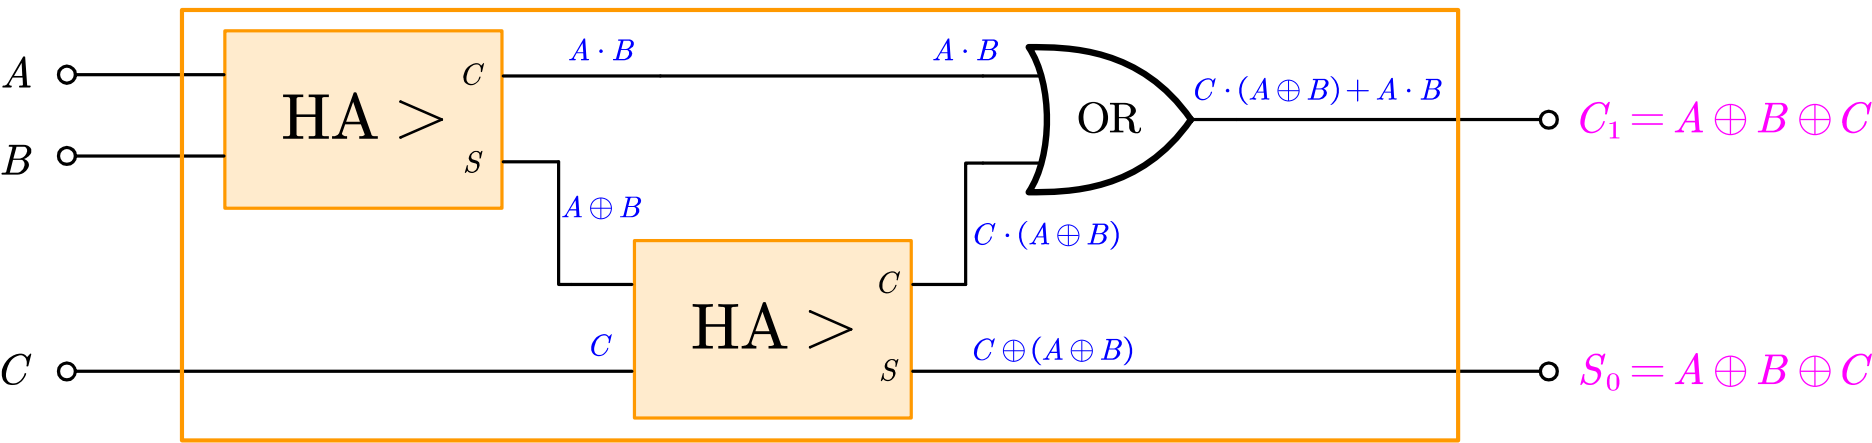 A
B
C
HA >
C
S
A · B
A ⊕ B
C
HA >
C
S
A · B
C · (A ⊕ B)
C ⊕ (A ⊕ B)
OR
C · (A ⊕ B) + A · B
C₁ = A ⊕ B ⊕ C
S₀ = A ⊕ B ⊕ C